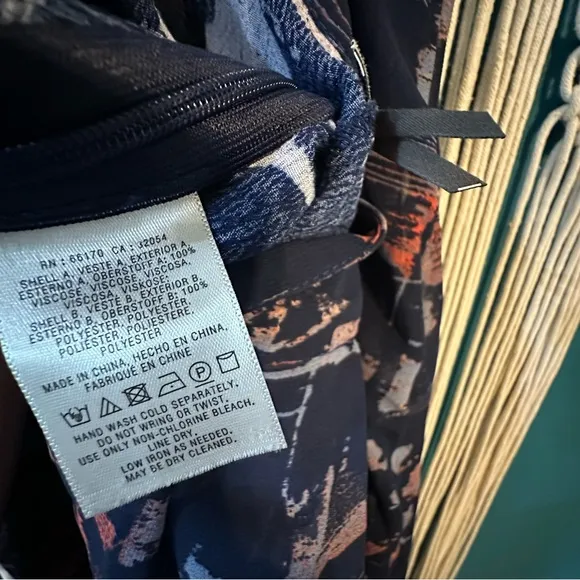 RN: 66170 CA: 32054
SHELL A, VESTE A, EXTERIOR A,
ESTERNO A, OBERSTOFF A: 100%
VISCOSE, VISCOSE, VISCOSA,
VISCOSA, VISKOSE,
SHELL B, VESTE B, EXTERIOR B,
ESTERNO B, OBERSTOFF B: 100%
POLYESTER, POLYESTER,
POLIÉSTER, POLIESTERE,
POLYESTER
MADE IN CHINA, HECHO EN CHINA,
FABRIQUÉ EN CHINE
HAND WASH COLD SEPARATELY.
DO NOT WRING OR TWIST.
USE ONLY NON-CHLORINE BLEACH.
LINE DRY.
LOW IRON AS NEEDED.
MAY BE DRY CLEANED.